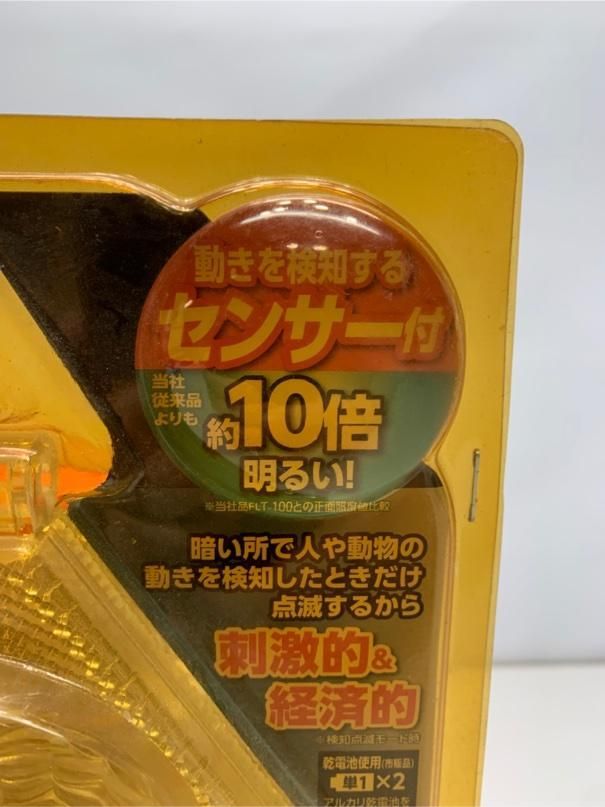 動きを検知する
センサー付
当社
従来品
よりも
約10倍
明るい!
※当社品FLT-100との正面照度値比較
暗い所で人や動物の
動きを検知したときだけ
点滅するから
刺激的&
経済的
※検知点滅モード時
乾電池使用(市販品)
単1×2
アルカリ乾電池を